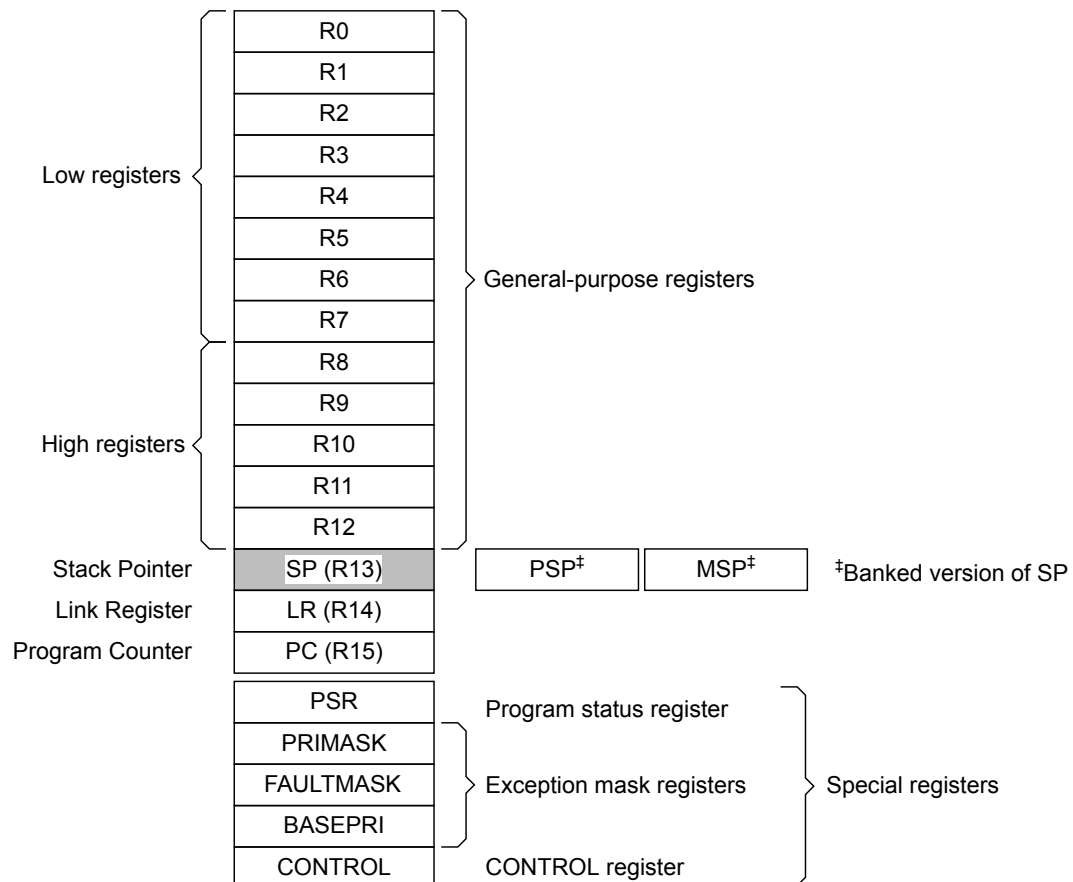 R0
R1
R2
R3
Low registers
R4
R5
R6
General-purpose registers
R7
R8
R9
High registers
R10
R11
R12
Stack Pointer
SP (R13)
PSP‡
MSP‡
‡Banked version of SP
Link Register
LR (R14)
Program Counter
PC (R15)
PSR
Program status register
PRIMASK
FAULTMASK
Exception mask registers
Special registers
BASEPRI
CONTROL
CONTROL register